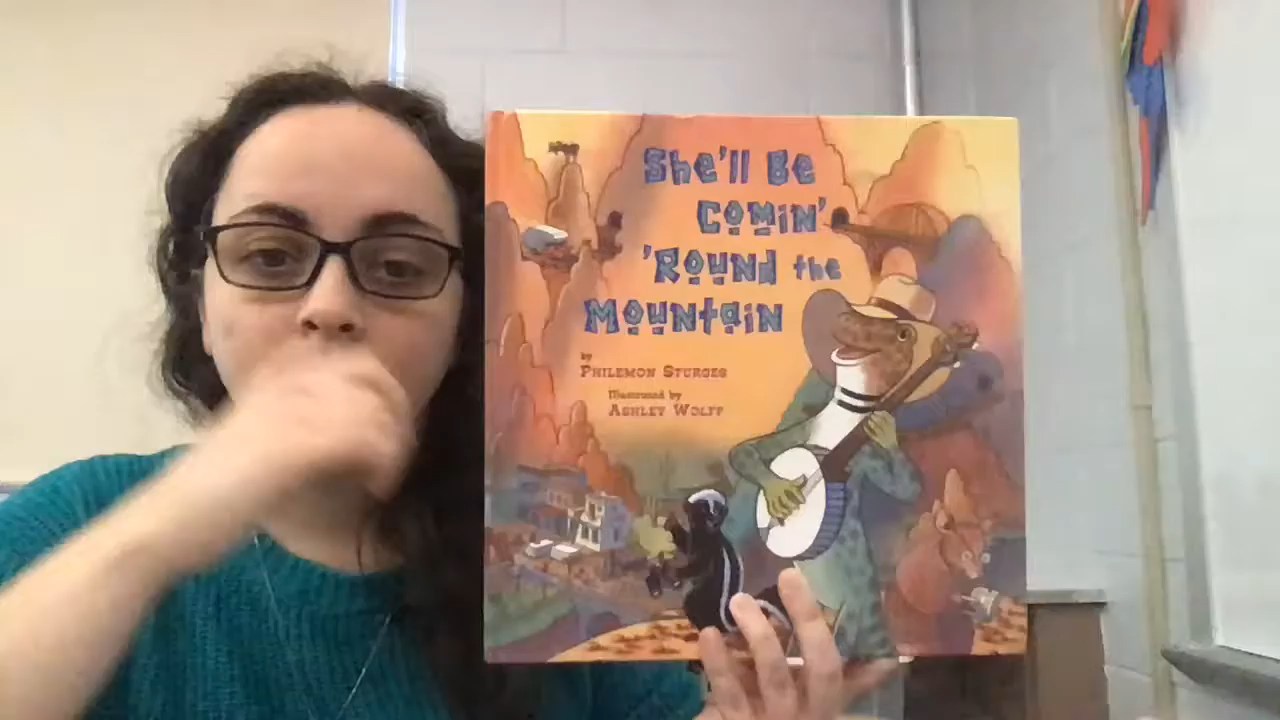 She'll Be
Comin'
'Round the
Mountain
by
Philemon Sturges
Illustrated by
Ashley Wolff